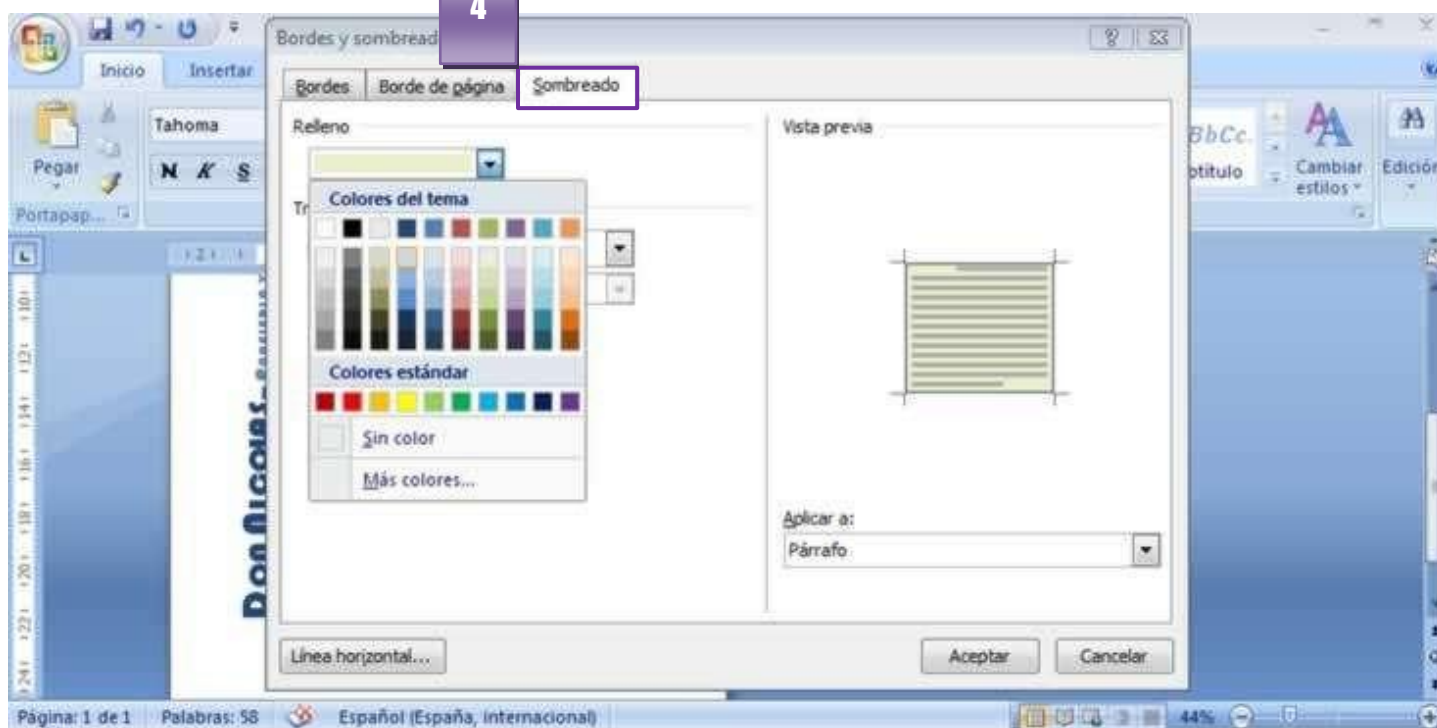 4
Bordes y sombread
Inicio
Insertar
Bordes
Borde de página
Sombreado
Tahoma
Pegar
N K S
Portapap...
Relleno
Colores del tema
Colores estándar
Sin color
Más colores...
Vista previa
Aplicar a:
Párrafo
Línea horizontal...
Aceptar
Cancelar
BbCc.
btítulo
Cambiar
estilos
Edición
Don Nicolas
Página: 1 de 1
Palabras: 58
Español (España, internacional)
44%